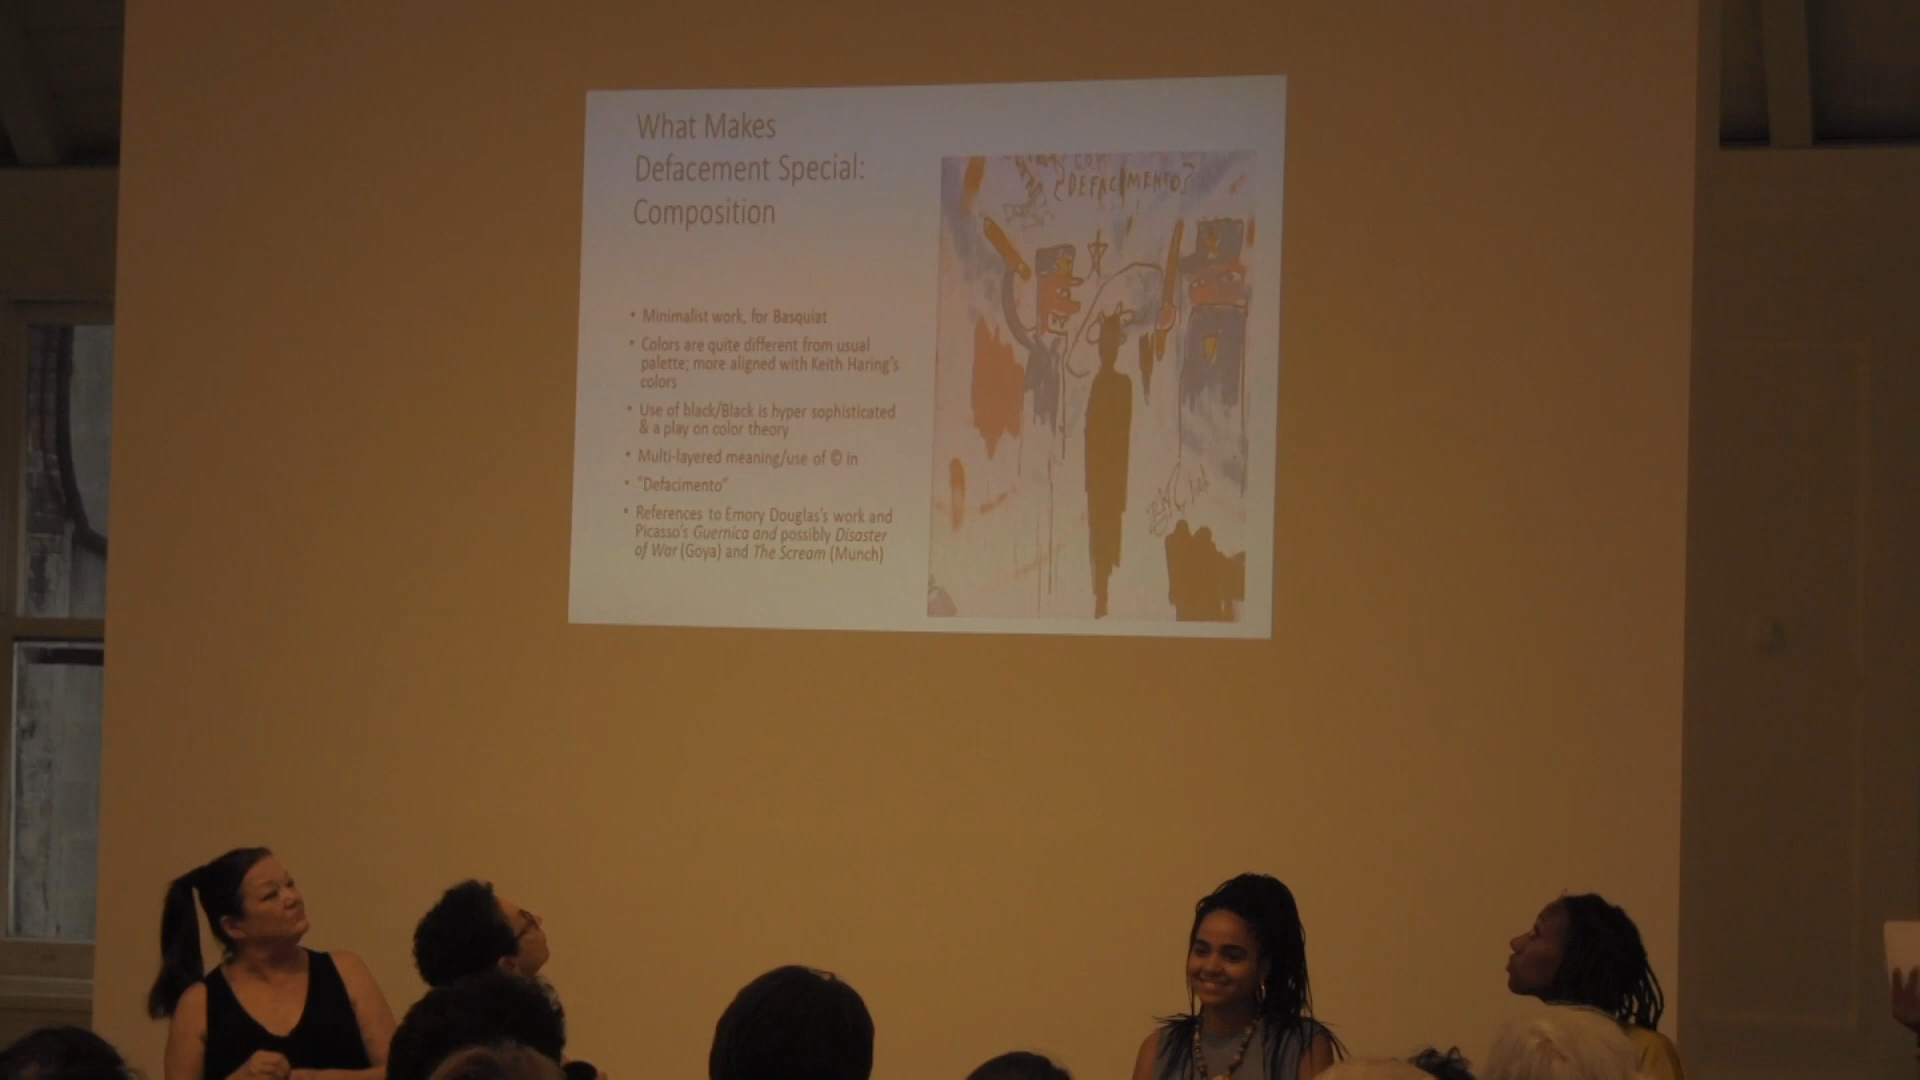 What Makes
Defacement Special:
Composition
• Minimalist work, for Basquiat
• Colors are quite different from usual
palette; more aligned with Keith Haring's
colors
• Use of black/Black is hyper sophisticated
& a play on color theory
• Multi-layered meaning/use of © in
• "Defacimento"
• References to Emory Douglas's work and
Picasso's Guernica and possibly Disaster
of War (Goya) and The Scream (Munch)
¿DEFACIMENTO?